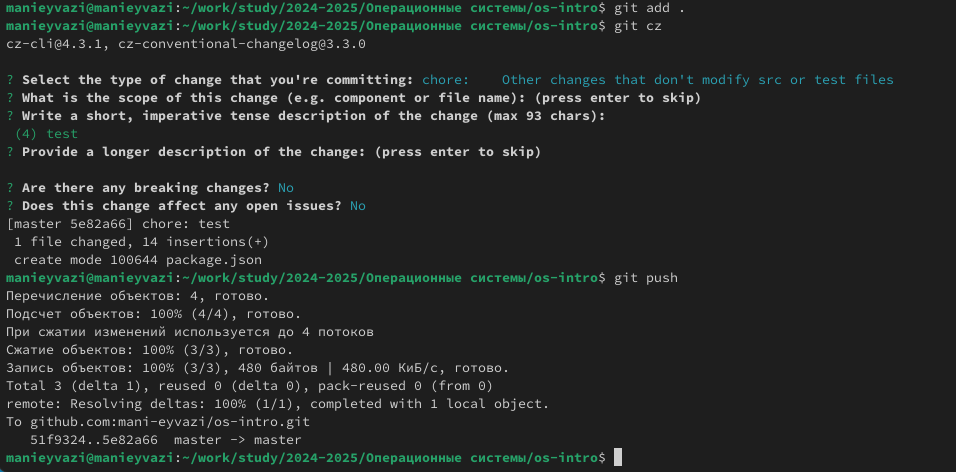 manieyvazi@manieyvazi:~/work/study/2024-2025/Операционные системы/os-intro$ git add .
manieyvazi@manieyvazi:~/work/study/2024-2025/Операционные системы/os-intro$ git cz
cz-cli@4.3.1, cz-conventional-changelog@3.3.0
? Select the type of change that you're committing: chore:    Other changes that don't modify src or test files
? What is the scope of this change (e.g. component or file name): (press enter to skip)
? Write a short, imperative tense description of the change (max 93 chars):
 (4) test
? Provide a longer description of the change: (press enter to skip)
? Are there any breaking changes? No
? Does this change affect any open issues? No
[master 5e82a66] chore: test
 1 file changed, 14 insertions(+)
 create mode 100644 package.json
manieyvazi@manieyvazi:~/work/study/2024-2025/Операционные системы/os-intro$ git push
Перечисление объектов: 4, готово.
Подсчет объектов: 100% (4/4), готово.
При сжатии изменений используется до 4 потоков
Сжатие объектов: 100% (3/3), готово.
Запись объектов: 100% (3/3), 480 байтов | 480.00 КиБ/с, готово.
Total 3 (delta 1), reused 0 (delta 0), pack-reused 0 (from 0)
remote: Resolving deltas: 100% (1/1), completed with 1 local object.
To github.com:mani-eyvazi/os-intro.git
   51f9324..5e82a66  master -> master
manieyvazi@manieyvazi:~/work/study/2024-2025/Операционные системы/os-intro$